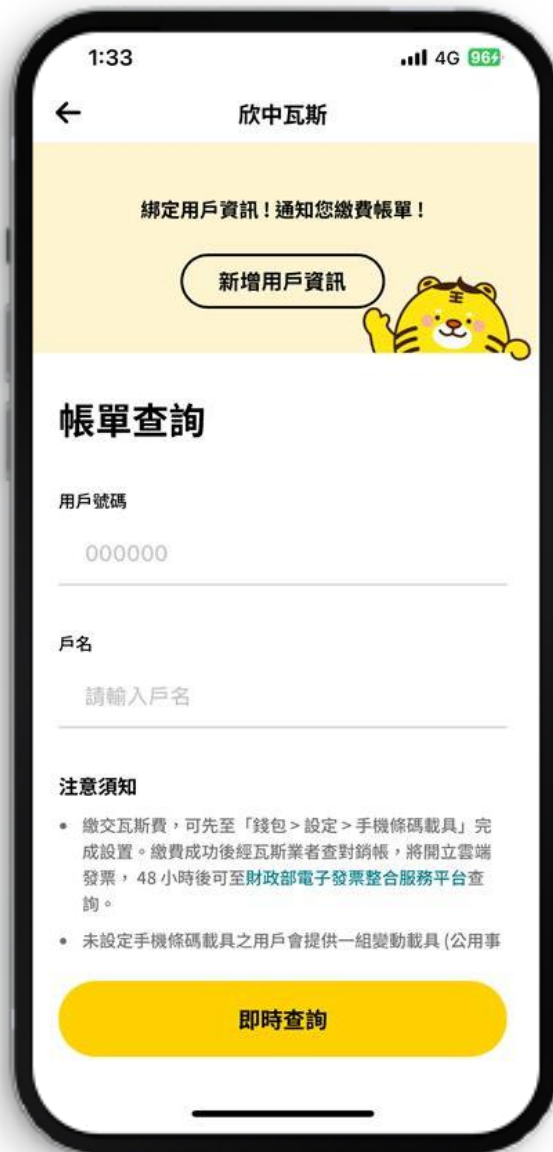 1:33 4G 96
欣中瓦斯
綁定用戶資訊！通知您繳費帳單！
新增用戶資訊
王
帳單查詢
用戶號碼
000000
戶名
請輸入戶名
注意須知
• 繳交瓦斯費，可先至「錢包 > 設定 > 手機條碼載具」完
成設置。繳費成功後經瓦斯業者查對銷帳，將開立雲端
發票， 48 小時後可至財政部電子發票整合服務平台查
詢。
• 未設定手機條碼載具之用戶會提供一組變動載具 (公用事
即時查詢